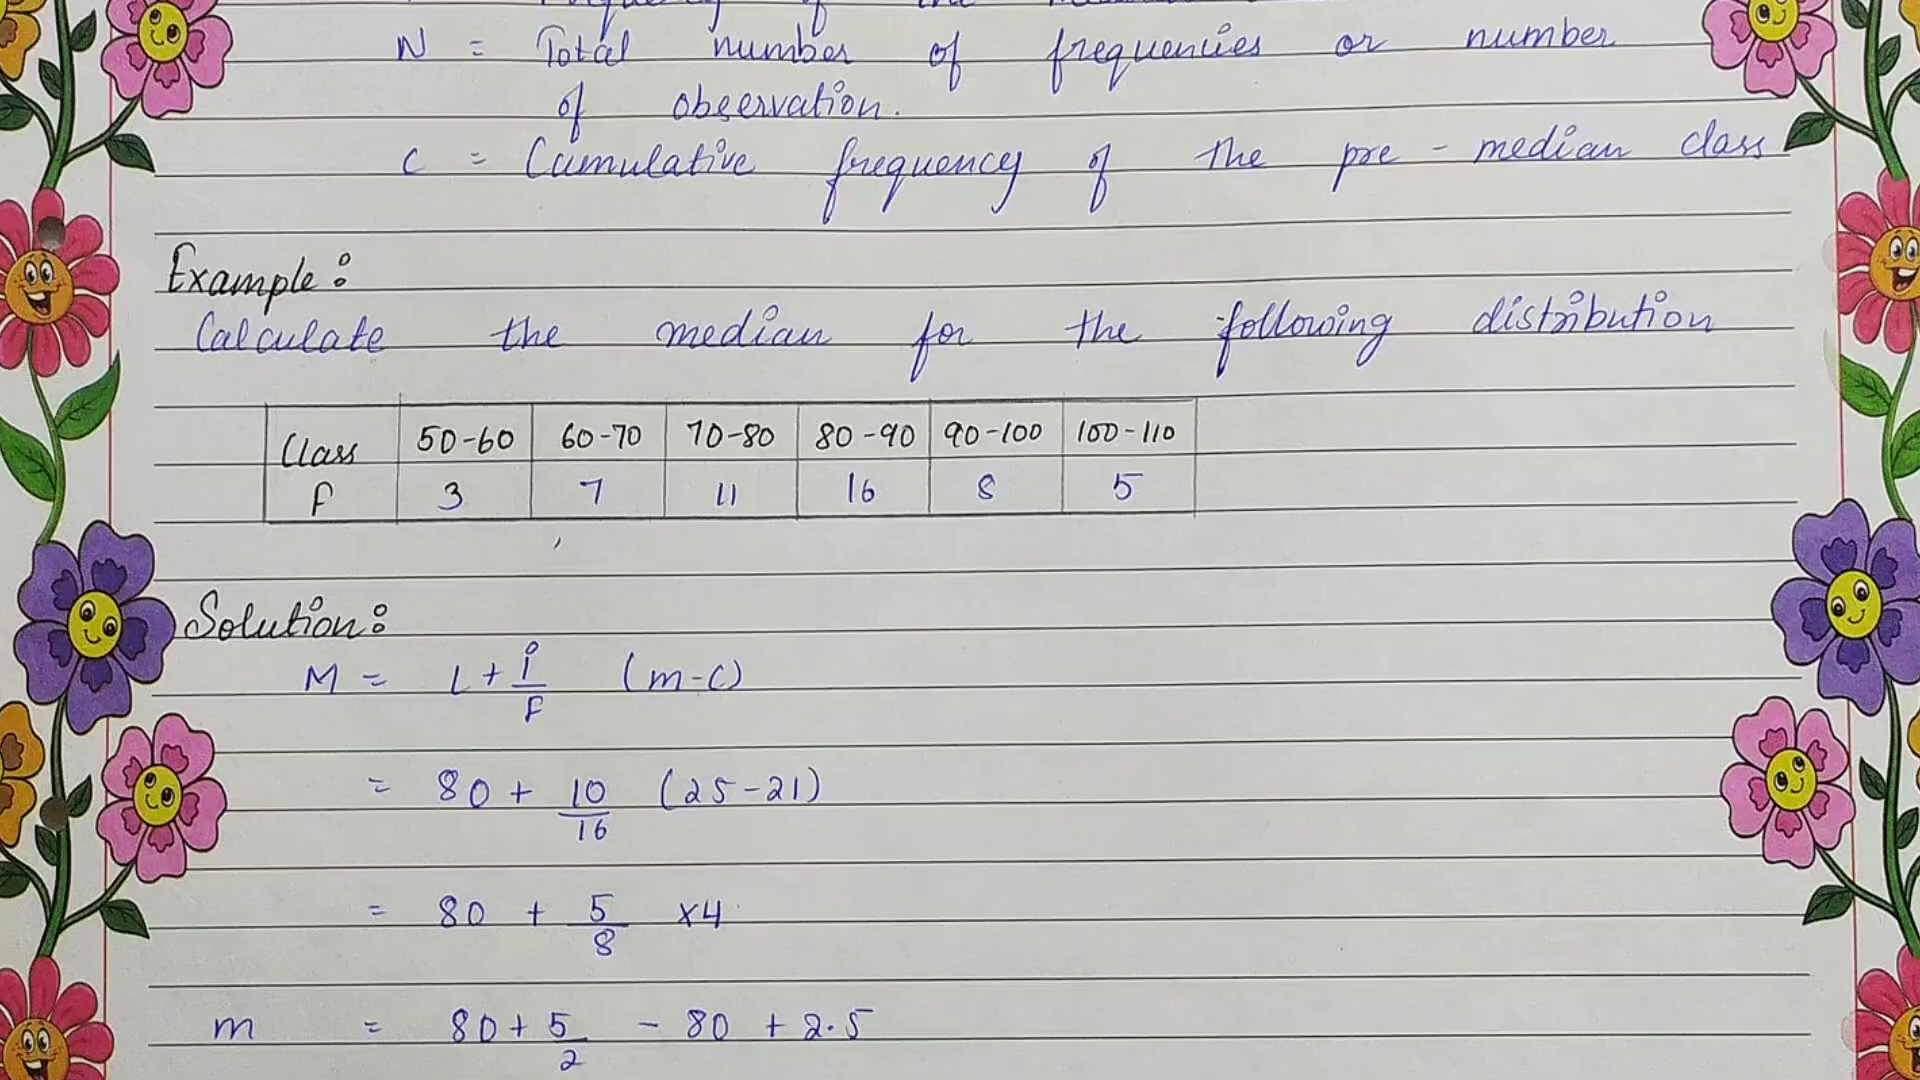 of the
N = Total number of frequencies or number
of observation.
C = Cumulative frequency of the pre - median class
Example:
Calculate the median for the following distribution
Class 50-60 60-70 70-80 80-90 90-100 100-110
F 3 7 11 16 8 5
Solution:
M = L + i/F (m-C)
= 80 + 10/16 (25-21)
= 80 + 5/8 x4
m = 80 + 5/2 - 80 + 2.5